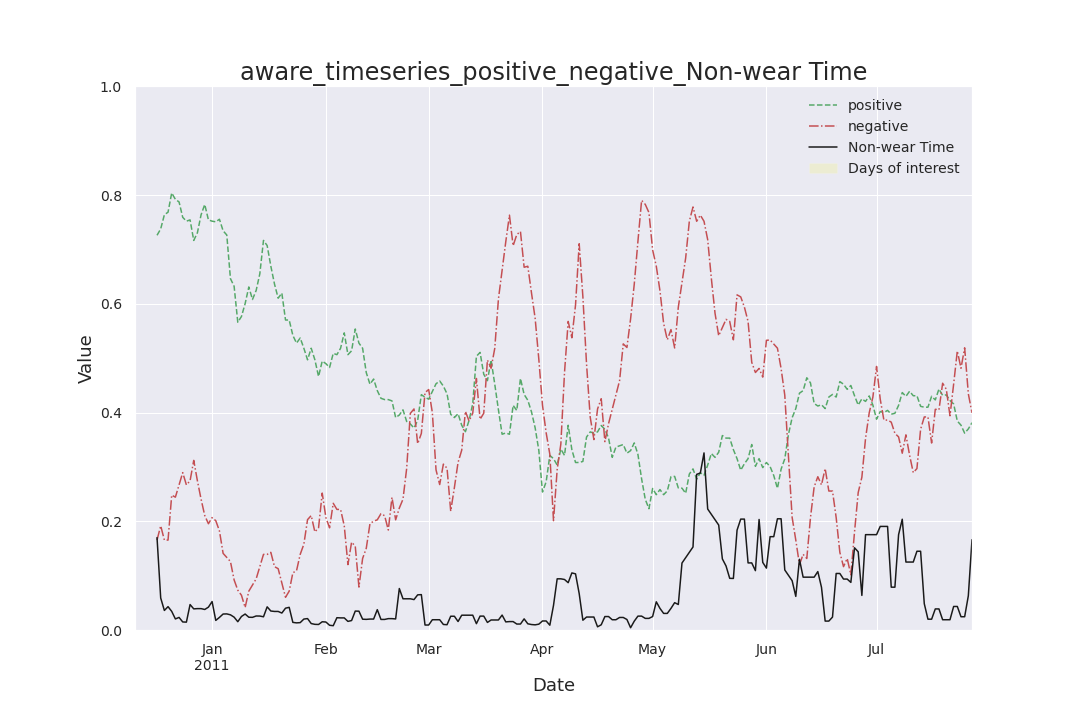 aware_timeseries_positive_negative_Non-wear Time
1.0
0.8
0.6
0.4
0.2
0.0
Value
positive
negative
Non-wear Time
Days of interest
Jan Feb Mar Apr May Jun Jul
2011
Date